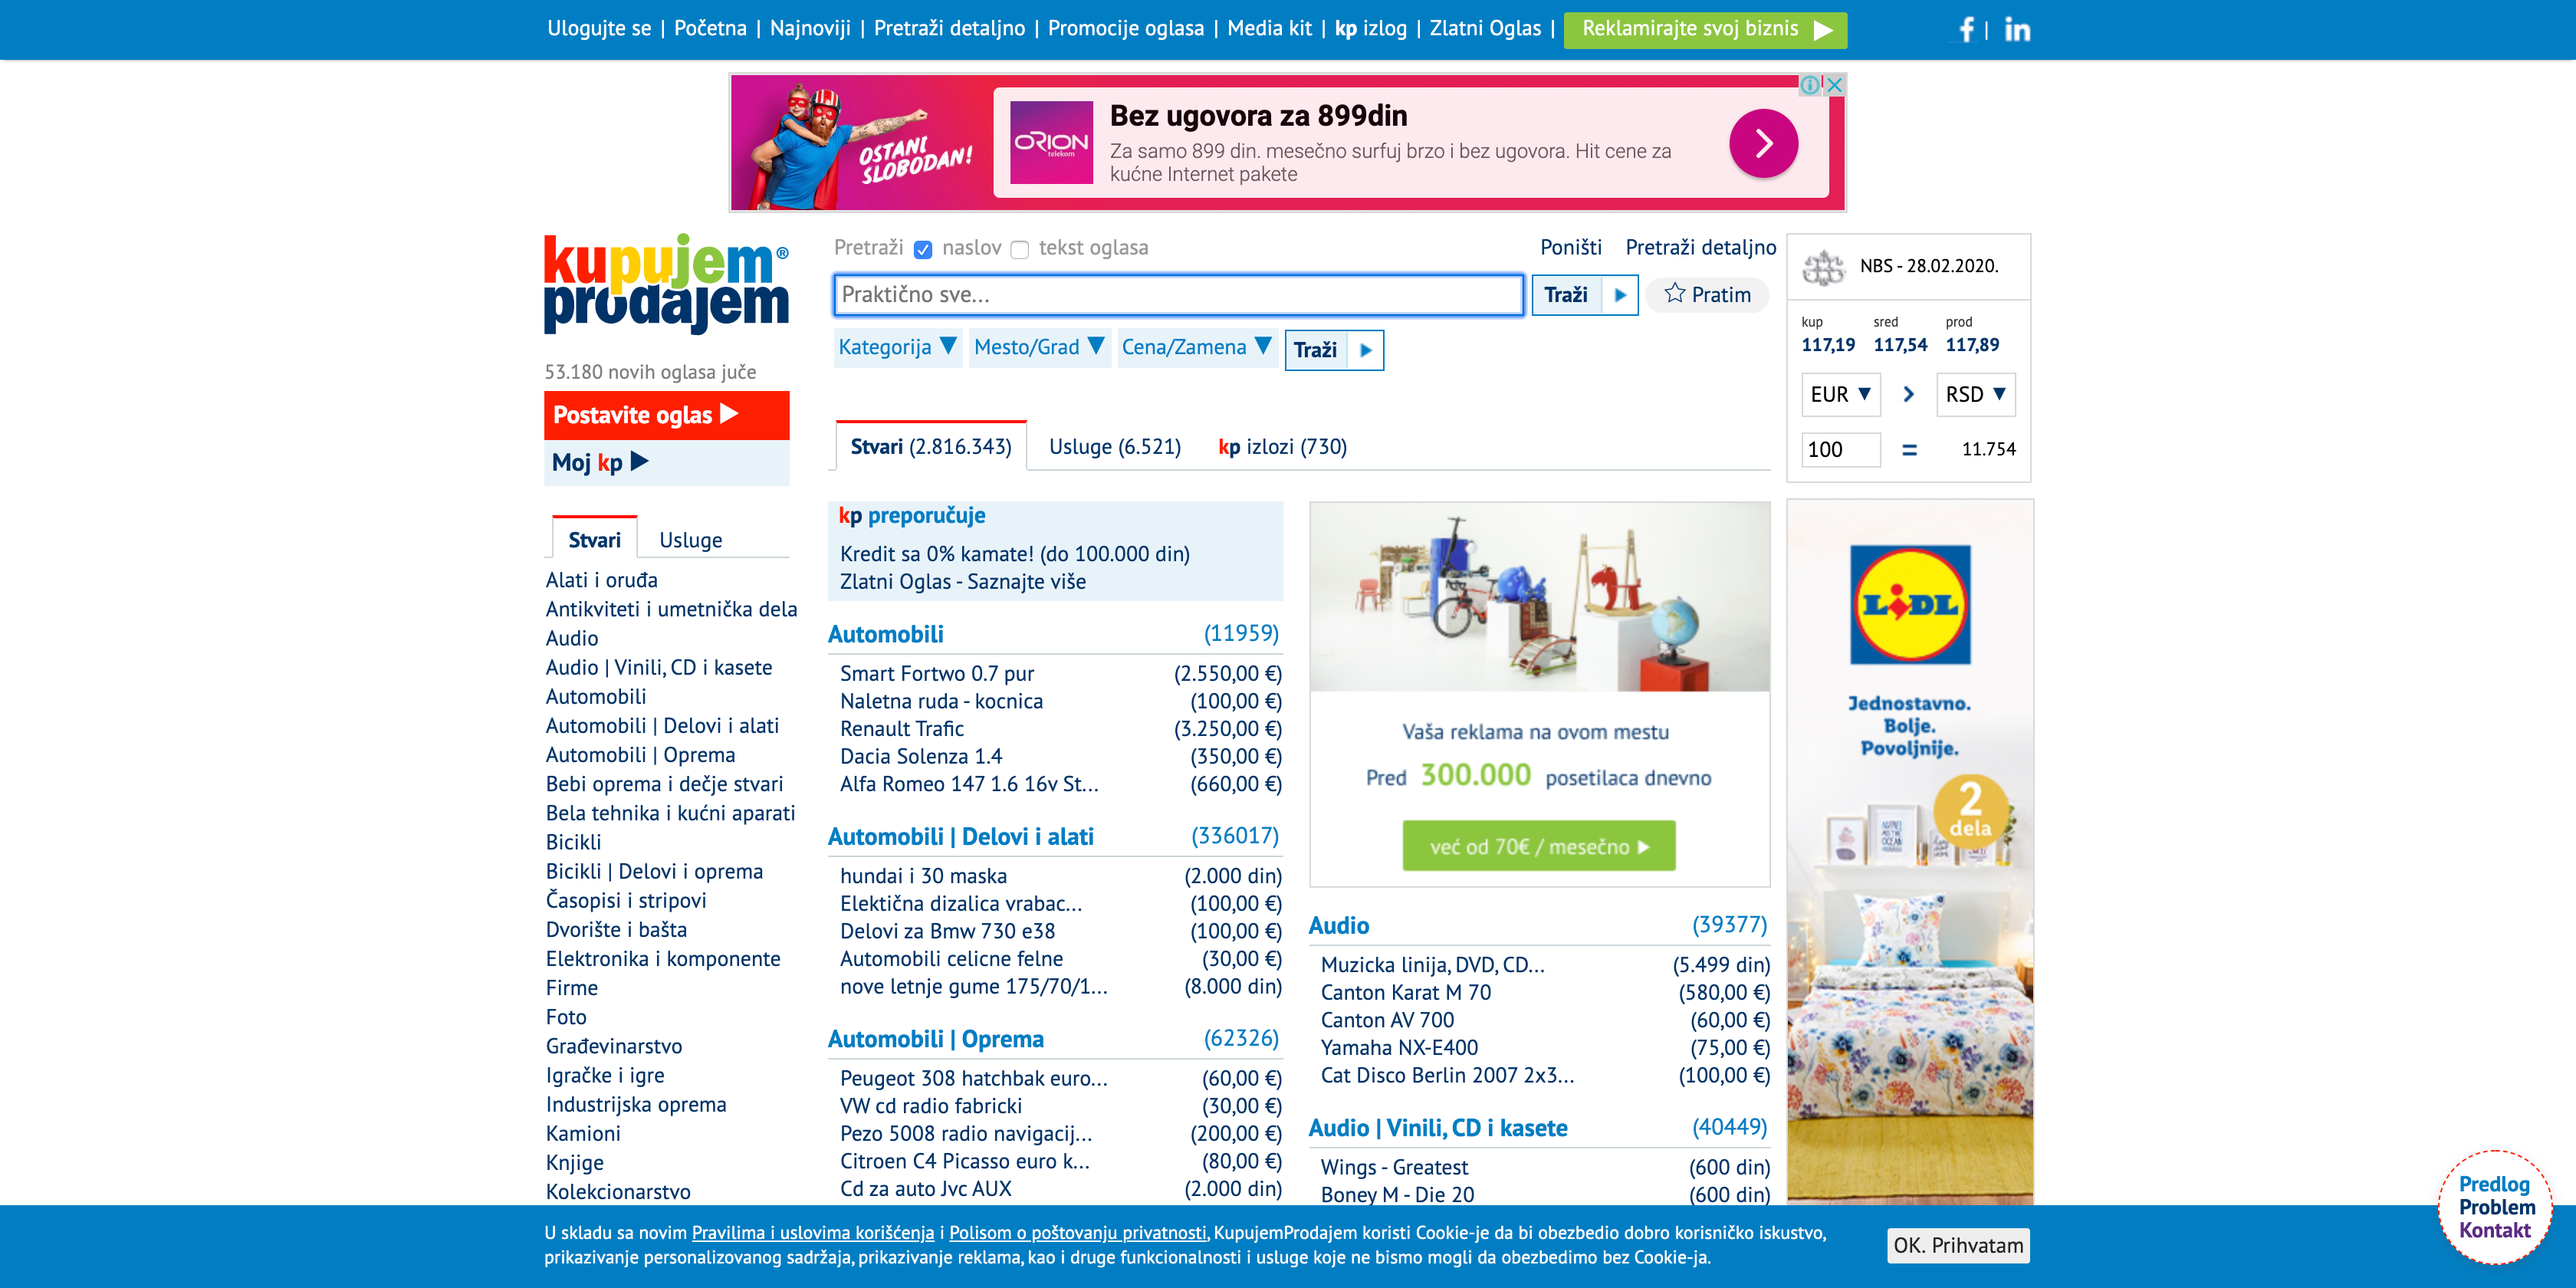 Ulogujte se | Početna | Najnoviji | Pretraži detaljno | Promocije oglasa | Media kit | kp izlog | Zlatni Oglas | Reklamirajte svoj biznis
OSTANI SLOBODAN!
ORION telekom
Bez ugovora za 899din
Za samo 899 din. mesečno surfuj brzo i bez ugovora. Hit cene za
kućne Internet pakete
kupujem®
prodajem
53.180 novih oglasa juče
Postavite oglas
Moj kp
Pretraži naslov tekst oglasa Poništi Pretraži detaljno
Praktično sve... Traži Pratim
Kategorija Mesto/Grad Cena/Zamena Traži
NBS - 28.02.2020.
kup sred prod
117,19 117,54 117,89
EUR > RSD
100 = 11.754
Stvari (2.816.343) Usluge (6.521) kp izlozi (730)
Stvari Usluge
Alati i oruđa
Antikviteti i umetnička dela
Audio
Audio | Vinili, CD i kasete
Automobili
Automobili | Delovi i alati
Automobili | Oprema
Bebi oprema i dečje stvari
Bela tehnika i kućni aparati
Bicikli
Bicikli | Delovi i oprema
Časopisi i stripovi
Dvorište i bašta
Elektronika i komponente
Firme
Foto
Građevinarstvo
Igračke i igre
Industrijska oprema
Kamioni
Knjige
Kolekcionarstvo
kp preporučuje
Kredit sa 0% kamate! (do 100.000 din)
Zlatni Oglas - Saznajte više
Automobili (11959)
Smart Fortwo 0.7 pur (2.550,00 €)
Naletna ruda - kocnica (100,00 €)
Renault Trafic (3.250,00 €)
Dacia Solenza 1.4 (350,00 €)
Alfa Romeo 147 1.6 16v St... (660,00 €)
Automobili | Delovi i alati (336017)
hundai i 30 maska (2.000 din)
Elektična dizalica vrabac... (100,00 €)
Delovi za Bmw 730 e38 (100,00 €)
Automobili celicne felne (30,00 €)
nove letnje gume 175/70/1... (8.000 din)
Automobili | Oprema (62326)
Peugeot 308 hatchbak euro... (60,00 €)
VW cd radio fabricki (30,00 €)
Pezo 5008 radio navigacij... (200,00 €)
Citroen C4 Picasso euro k... (80,00 €)
Cd za auto Jvc AUX (2.000 din)
Vaša reklama na ovom mestu
Pred 300.000 posetilaca dnevno
već od 70€ / mesečno
Audio (39377)
Muzicka linija, DVD, CD... (5.499 din)
Canton Karat M 70 (580,00 €)
Canton AV 700 (60,00 €)
Yamaha NX-E400 (75,00 €)
Cat Disco Berlin 2007 2x3... (100,00 €)
Audio | Vinili, CD i kasete (40449)
Wings - Greatest (600 din)
Boney M - Die 20 (600 din)
LIDL
Jednostavno.
Bolje.
Povoljnije.
2
dela
U skladu sa novim Pravilima i uslovima korišćenja i Polisom o poštovanju privatnosti, KupujemProdajem koristi Cookie-je da bi obezbedio dobro korisničko iskustvo,
prikazivanje personalizovanog sadržaja, prikazivanje reklama, kao i druge funkcionalnosti i usluge koje ne bismo mogli da obezbedimo bez Cookie-ja.
OK. Prihvatam
Predlog
Problem
Kontakt